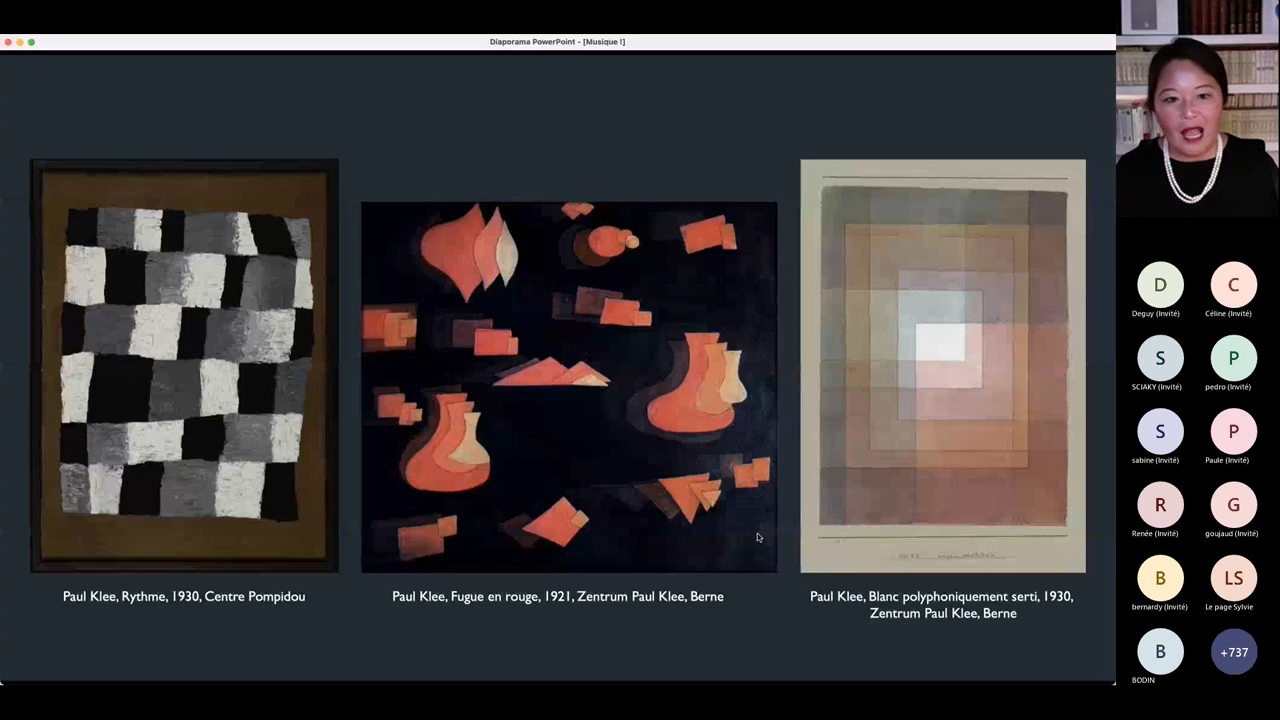 Diaporama PowerPoint - [Musique !]
Paul Klee, Rythme, 1930, Centre Pompidou
Paul Klee, Fugue en rouge, 1921, Zentrum Paul Klee, Berne
Paul Klee, Blanc polyphoniquement serti, 1930,
Zentrum Paul Klee, Berne
D
C
Deguy (Invité)
Céline (Invité)
S
P
SCIAKY (Invité)
pedro (Invité)
S
P
sabine (Invité)
Paule (Invité)
R
G
Renée (Invité)
goujaud (Invité)
B
LS
bernardy (Invité)
Le page Sylvie
B
+737
BODIN